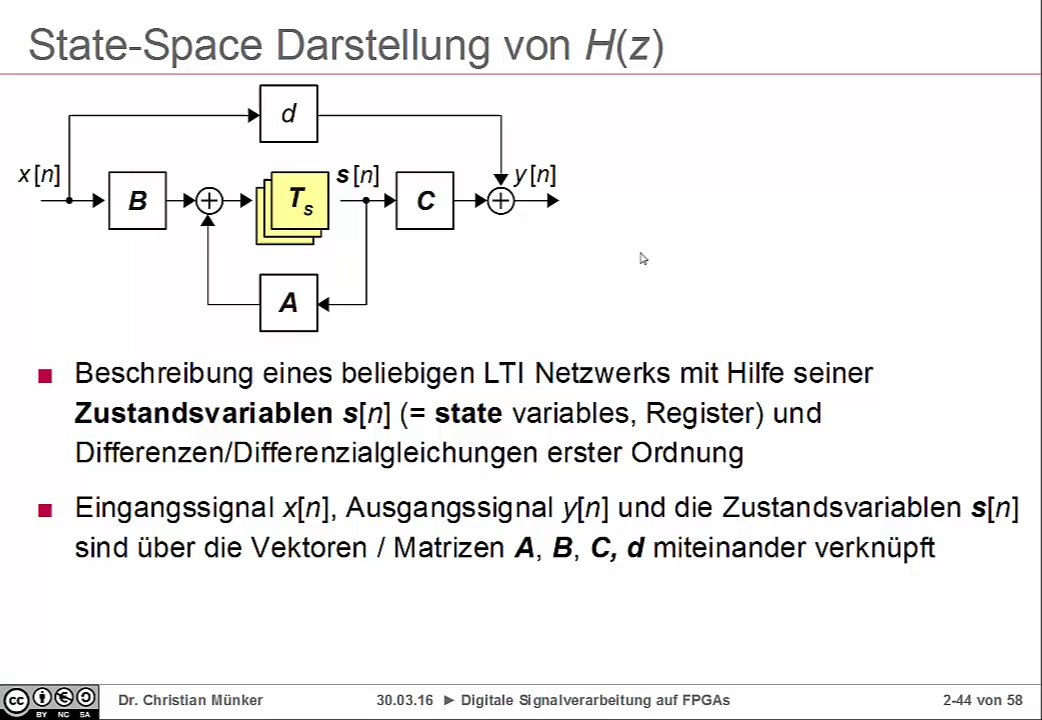 State-Space Darstellung von H(z)
d
x[n]
B
+
Ts
s[n]
C
+
y[n]
A
Beschreibung eines beliebigen LTI Netzwerks mit Hilfe seiner
Zustandsvariablen s[n] (= state variables, Register) und
Differenzen/Differenzialgleichungen erster Ordnung
Eingangssignal x[n], Ausgangssignal y[n] und die Zustandsvariablen s[n]
sind über die Vektoren / Matrizen A, B, C, d miteinander verknüpft
cc BY NC SA
Dr. Christian Münker
30.03.16 ► Digitale Signalverarbeitung auf FPGAs
2-44 von 58